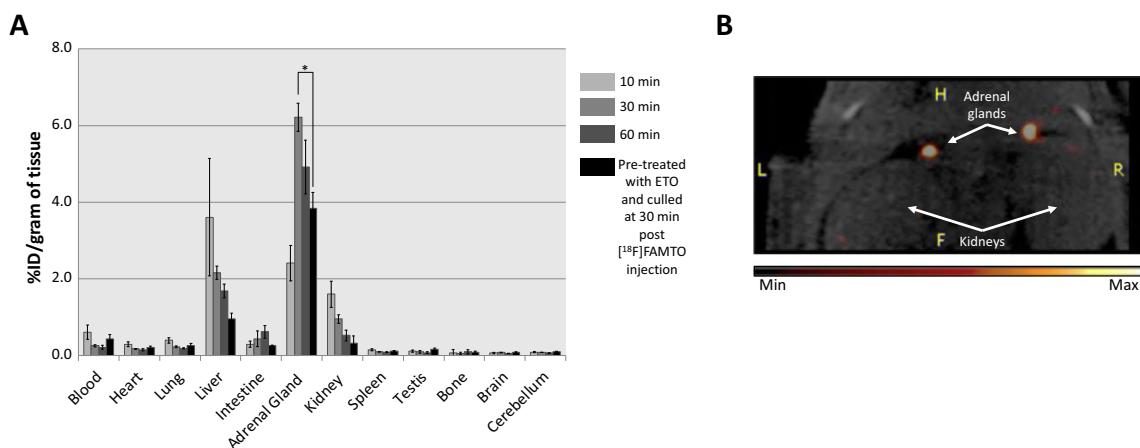 A
8.0
6.0
4.0
2.0
0.0
%ID/gram of tissue
*
Blood
Heart
Lung
Liver
Intestine
Adrenal Gland
Kidney
Spleen
Testis
Bone
Brain
Cerebellum
10 min
30 min
60 min
Pre-treated
with ETO
and culled
at 30 min
post
[¹⁸F]FAMTO
injection
B
H
Adrenal
glands
L
R
F
Kidneys
Min
Max